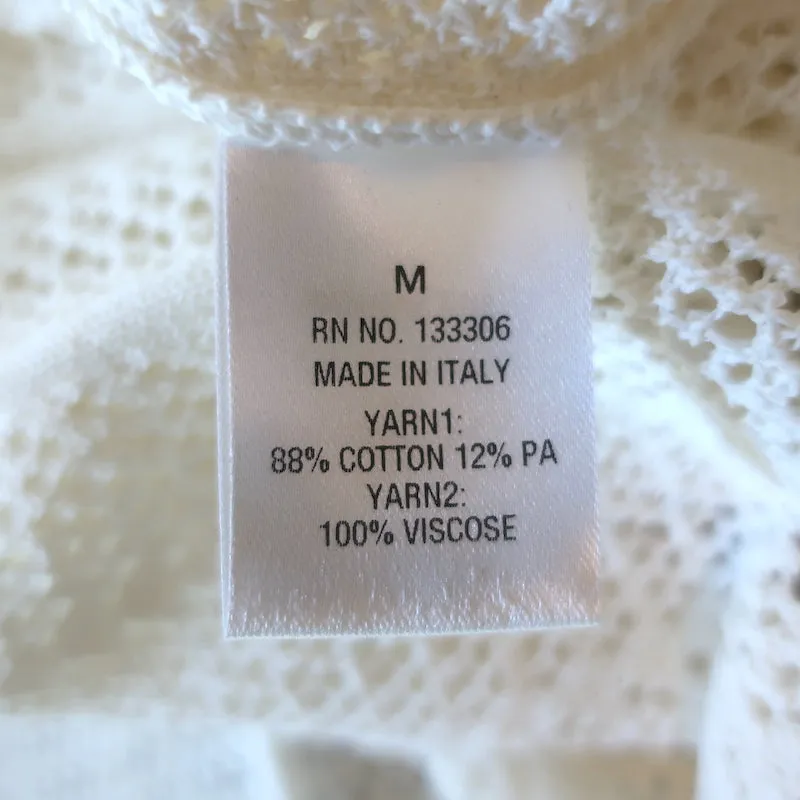 M
RN NO. 133306
MADE IN ITALY
YARN1:
88% COTTON 12% PA
YARN2:
100% VISCOSE